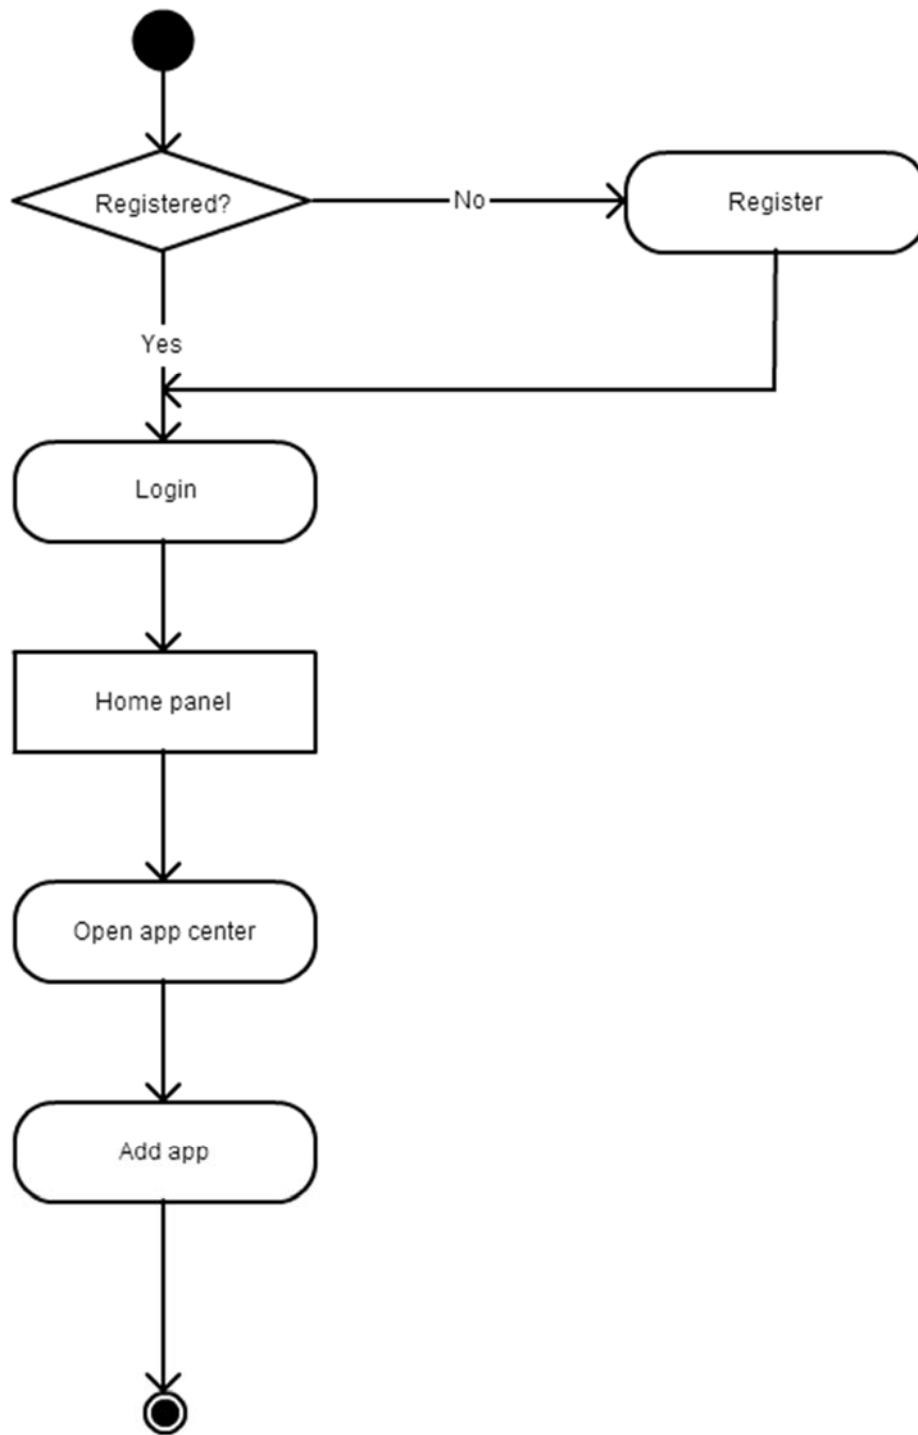 Registered?
No
Register
Yes
Login
Home panel
Open app center
Add app